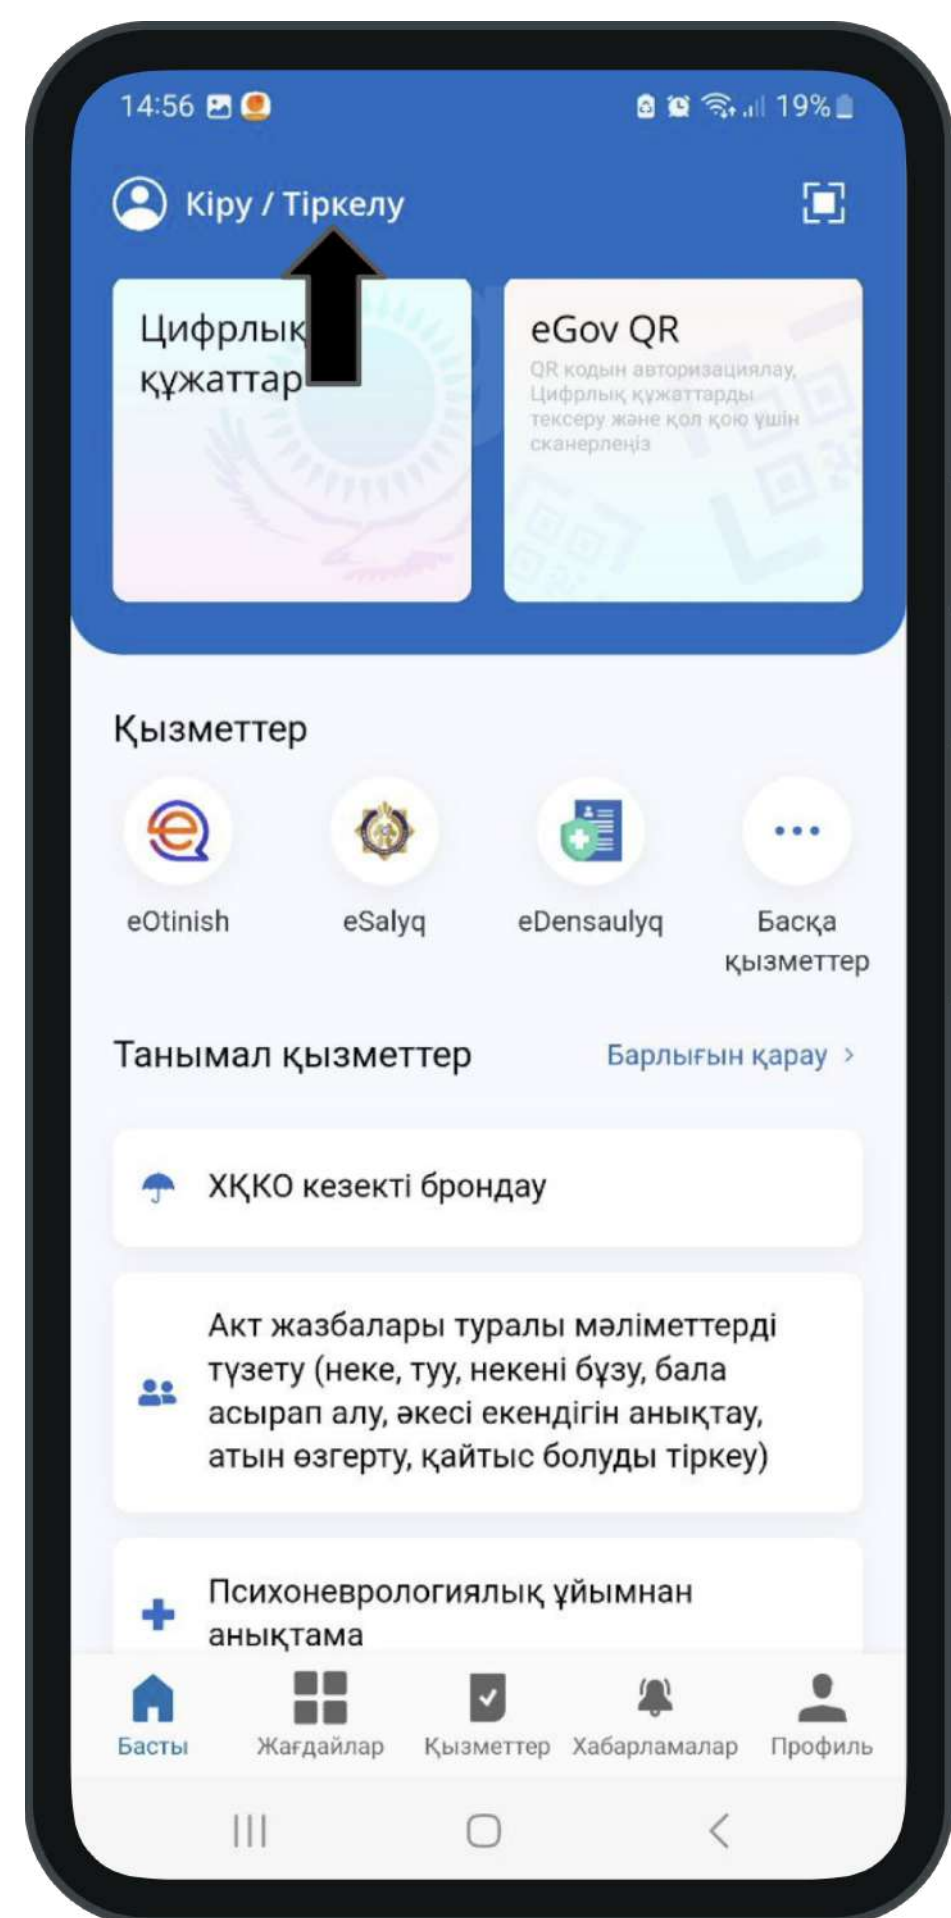 14:56
19%
Кіру / Тіркелу
Цифрлық
құжаттар
eGov QR
QR кодын авторизациялау,
Цифрлық құжаттарды
тексеру және қол қою үшін
сканерлеңіз
Қызметтер
eOtinish
eSalyq
eDensaulyq
Басқа
қызметтер
Танымал қызметтер
Барлығын қарау >
ХҚКО кезекті брондау
Акт жазбалары туралы мәліметтерді
түзету (неке, туу, некені бұзу, бала
асырап алу, әкесі екендігін анықтау,
атын өзгерту, қайтыс болуды тіркеу)
Психоневрологиялық ұйымнан
анықтама
Басты
Жағдайлар
Қызметтер
Хабарламалар
Профиль